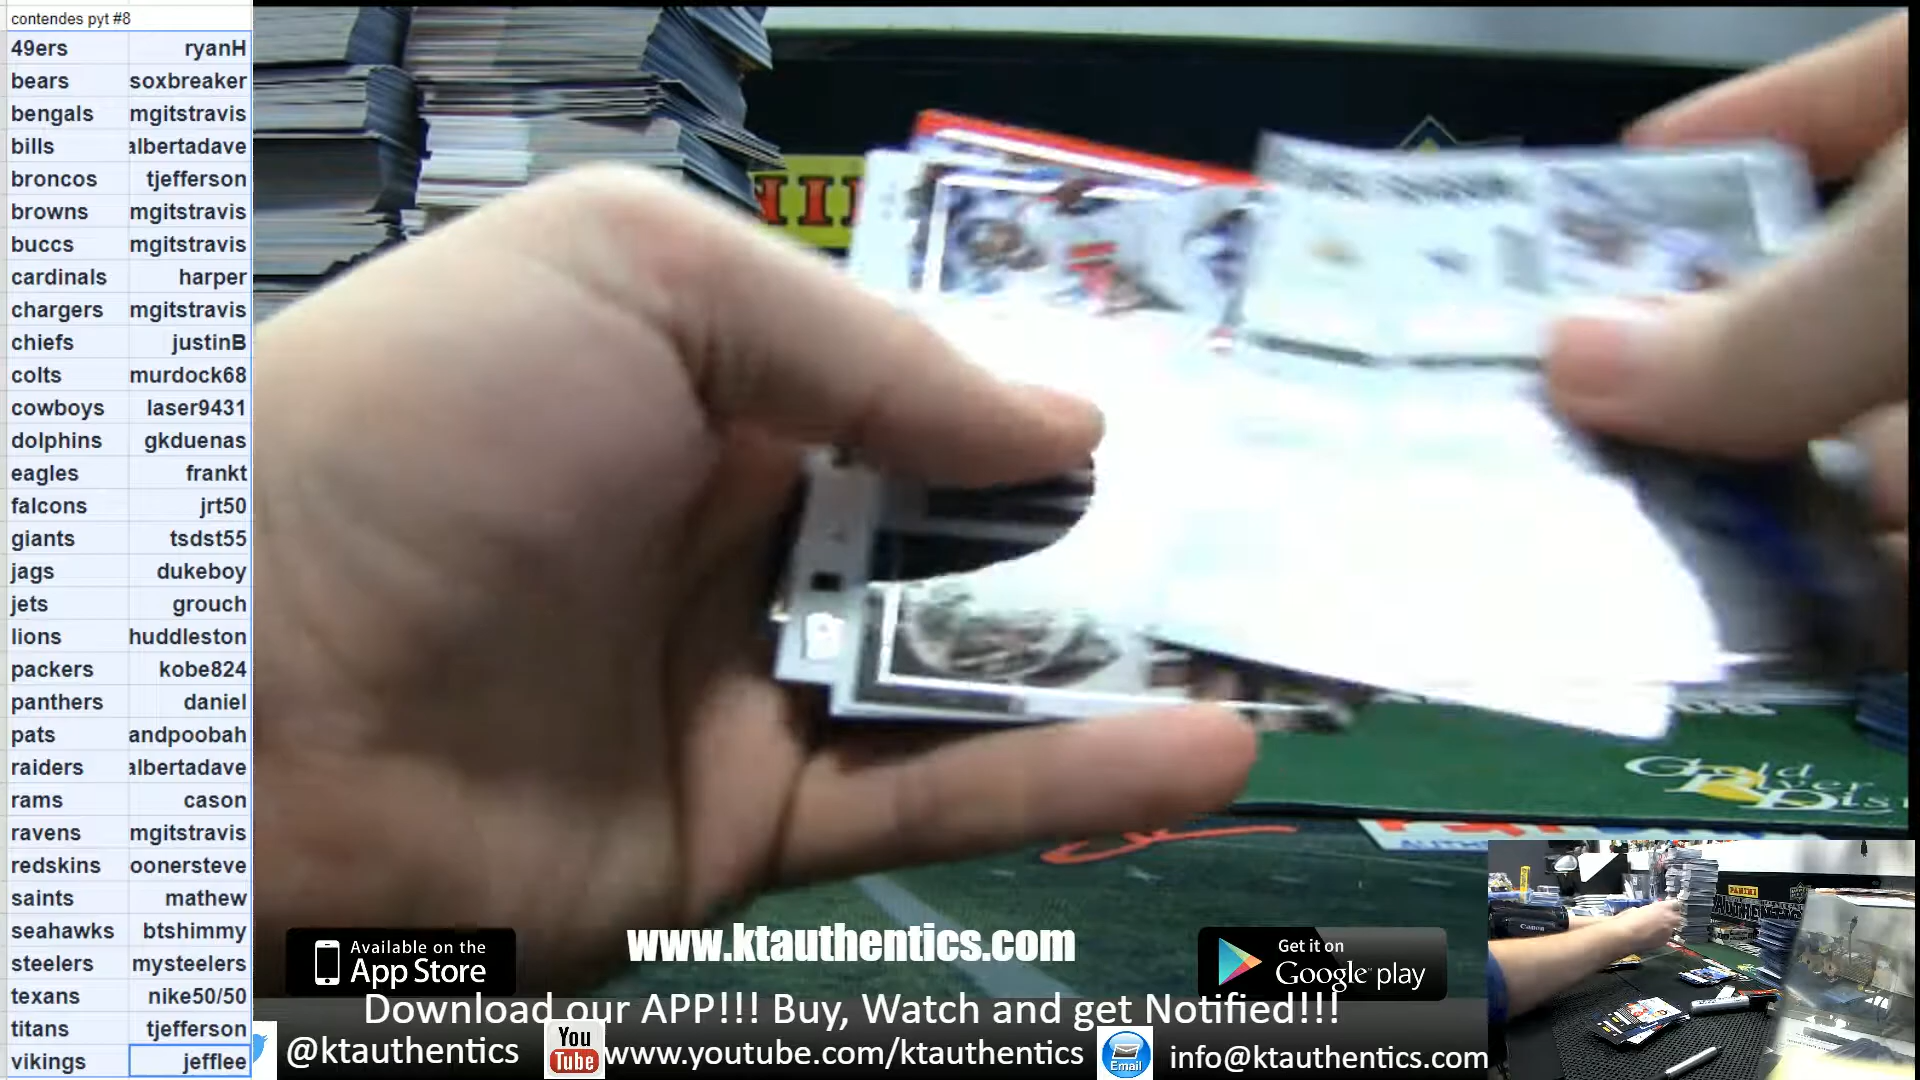 contendes pyt #8
49ers ryanH
bears soxbreaker
bengals mgitstravis
bills albertadave
broncos tjefferson
browns mgitstravis
buccs mgitstravis
cardinals harper
chargers mgitstravis
chiefs justinB
colts murdock68
cowboys laser9431
dolphins gkduenas
eagles frankt
falcons jrt50
giants tsdst55
jags dukeboy
jets grouch
lions huddleston
packers kobe824
panthers daniel
pats andpoobah
raiders albertadave
rams cason
ravens mgitstravis
redskins oonersteve
saints mathew
seahawks btshimmy
steelers mysteelers
texans nike50/50
titans tjefferson
vikings jefflee
Gold
River
Dis
PANINI
Canon
Available on the
App Store
www.ktauthentics.com
Get it on
Google play
Download our APP!!! Buy, Watch and get Notified!!!
@ktauthentics
You
Tube
www.youtube.com/ktauthentics
Email
info@ktauthentics.com